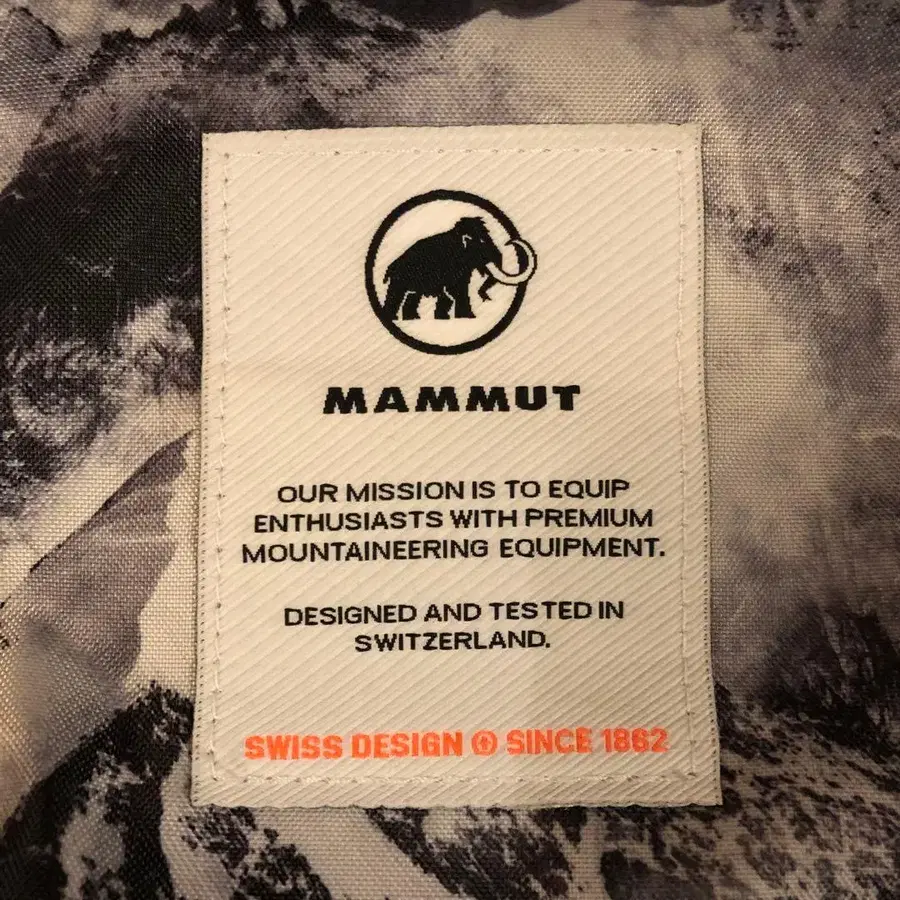 MAMMUT
OUR MISSION IS TO EQUIP
ENTHUSIASTS WITH PREMIUM
MOUNTAINEERING EQUIPMENT.
DESIGNED AND TESTED IN
SWITZERLAND.
SWISS DESIGN SINCE 1862